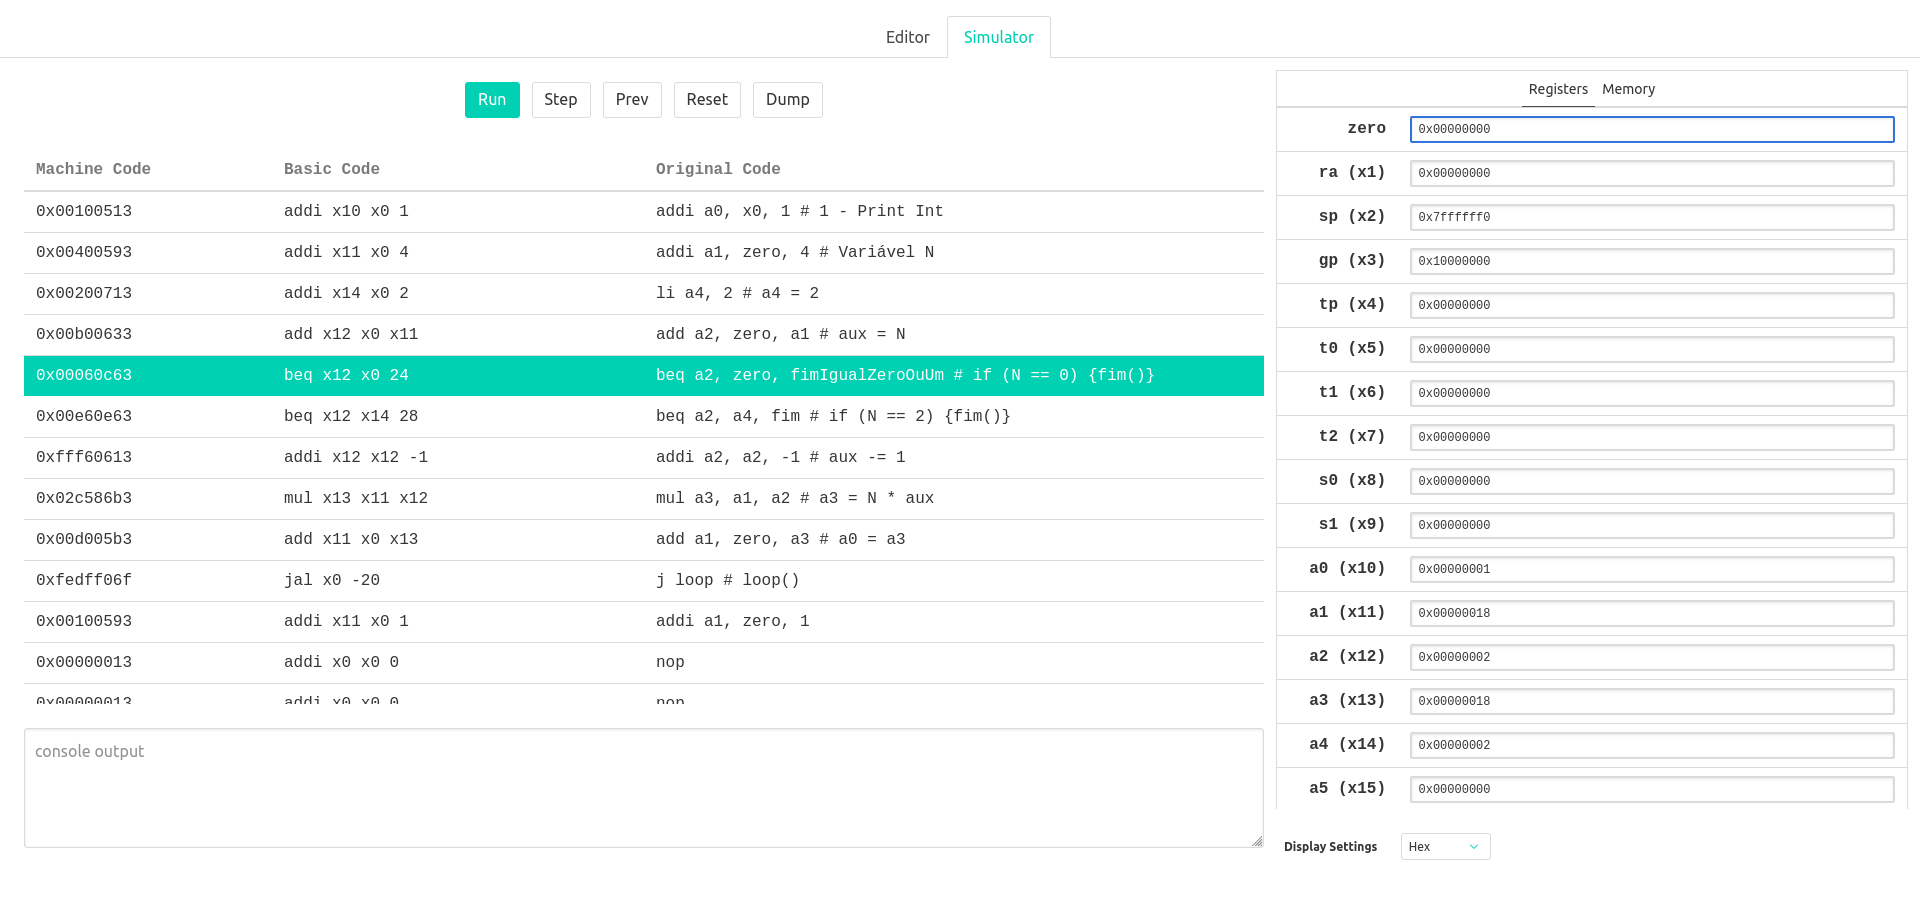 Editor Simulator
Run Step Prev Reset Dump
Machine Code Basic Code Original Code
0x00100513 addi x10 x0 1 addi a0, x0, 1 # 1 - Print Int
0x00400593 addi x11 x0 4 addi a1, zero, 4 # Variável N
0x00200713 addi x14 x0 2 li a4, 2 # a4 = 2
0x00b00633 add x12 x0 x11 add a2, zero, a1 # aux = N
0x00060c63 beq x12 x0 24 beq a2, zero, fimIgualZeroOuUm # if (N == 0) {fim()}
0x00e60e63 beq x12 x14 28 beq a2, a4, fim # if (N == 2) {fim()}
0xfff60613 addi x12 x12 -1 addi a2, a2, -1 # aux -= 1
0x02c586b3 mul x13 x11 x12 mul a3, a1, a2 # a3 = N * aux
0x00d005b3 add x11 x0 x13 add a1, zero, a3 # a0 = a3
0xfedff06f jal x0 -20 j loop # loop()
0x00100593 addi x11 x0 1 addi a1, zero, 1
0x00000013 addi x0 x0 0 nop
0x00000013 addi x0 x0 0 nop
console output
Registers Memory
zero 0x00000000
ra (x1) 0x00000000
sp (x2) 0x7ffffff0
gp (x3) 0x10000000
tp (x4) 0x00000000
t0 (x5) 0x00000000
t1 (x6) 0x00000000
t2 (x7) 0x00000000
s0 (x8) 0x00000000
s1 (x9) 0x00000000
a0 (x10) 0x00000001
a1 (x11) 0x00000018
a2 (x12) 0x00000002
a3 (x13) 0x00000018
a4 (x14) 0x00000002
a5 (x15) 0x00000000
Display Settings Hex